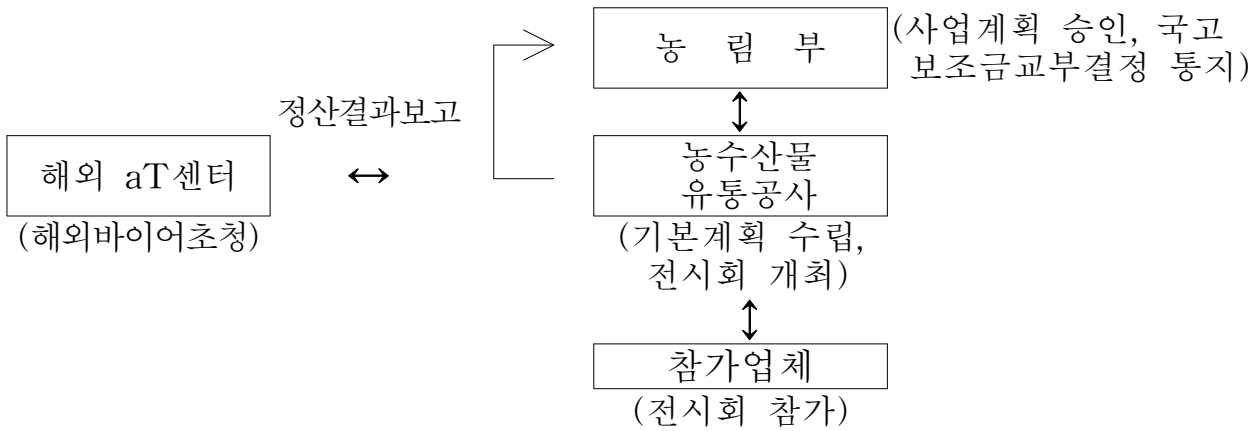 농 림 부
(사업계획 승인, 국고
보조금교부결정 통지)
정산결과보고
해외 aT센터
(해외바이어초청)
농수산물
유통공사
(기본계획 수립,
전시회 개최)
참가업체
(전시회 참가)